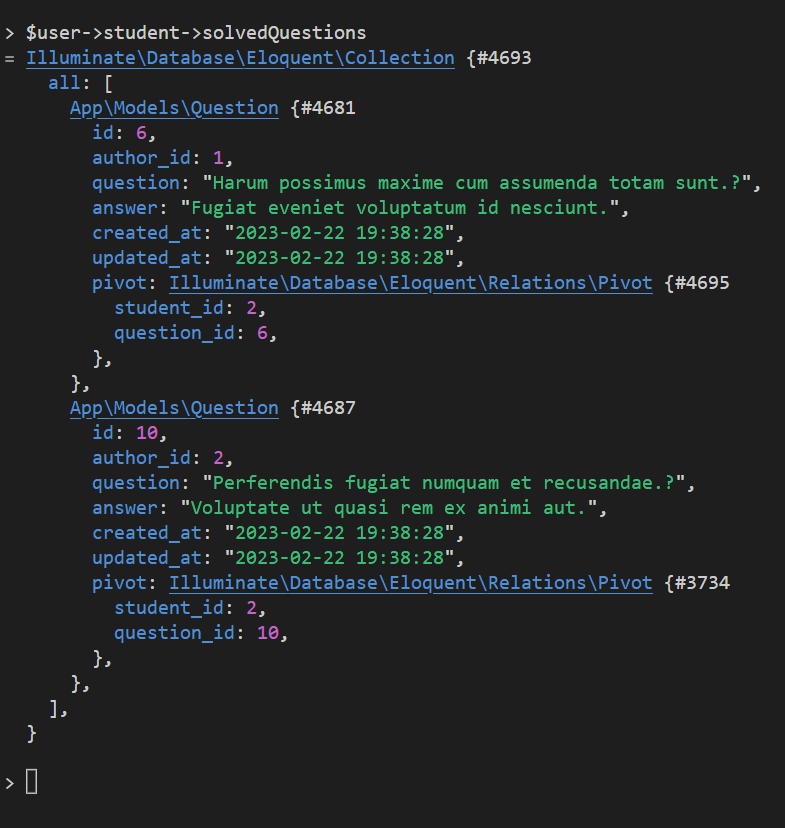 > $user->student->solvedQuestions
= Illuminate\Database\Eloquent\Collection {#4693
    all: [
      App\Models\Question {#4681
        id: 6,
        author_id: 1,
        question: "Harum possimus maxime cum assumenda totam sunt.?",
        answer: "Fugiat eveniet voluptatum id nesciunt.",
        created_at: "2023-02-22 19:38:28",
        updated_at: "2023-02-22 19:38:28",
        pivot: Illuminate\Database\Eloquent\Relations\Pivot {#4695
          student_id: 2,
          question_id: 6,
        },
      },
      App\Models\Question {#4687
        id: 10,
        author_id: 2,
        question: "Perferendis fugiat numquam et recusandae.?",
        answer: "Voluptate ut quasi rem ex animi aut.",
        created_at: "2023-02-22 19:38:28",
        updated_at: "2023-02-22 19:38:28",
        pivot: Illuminate\Database\Eloquent\Relations\Pivot {#3734
          student_id: 2,
          question_id: 10,
        },
      },
    ],
  }
>